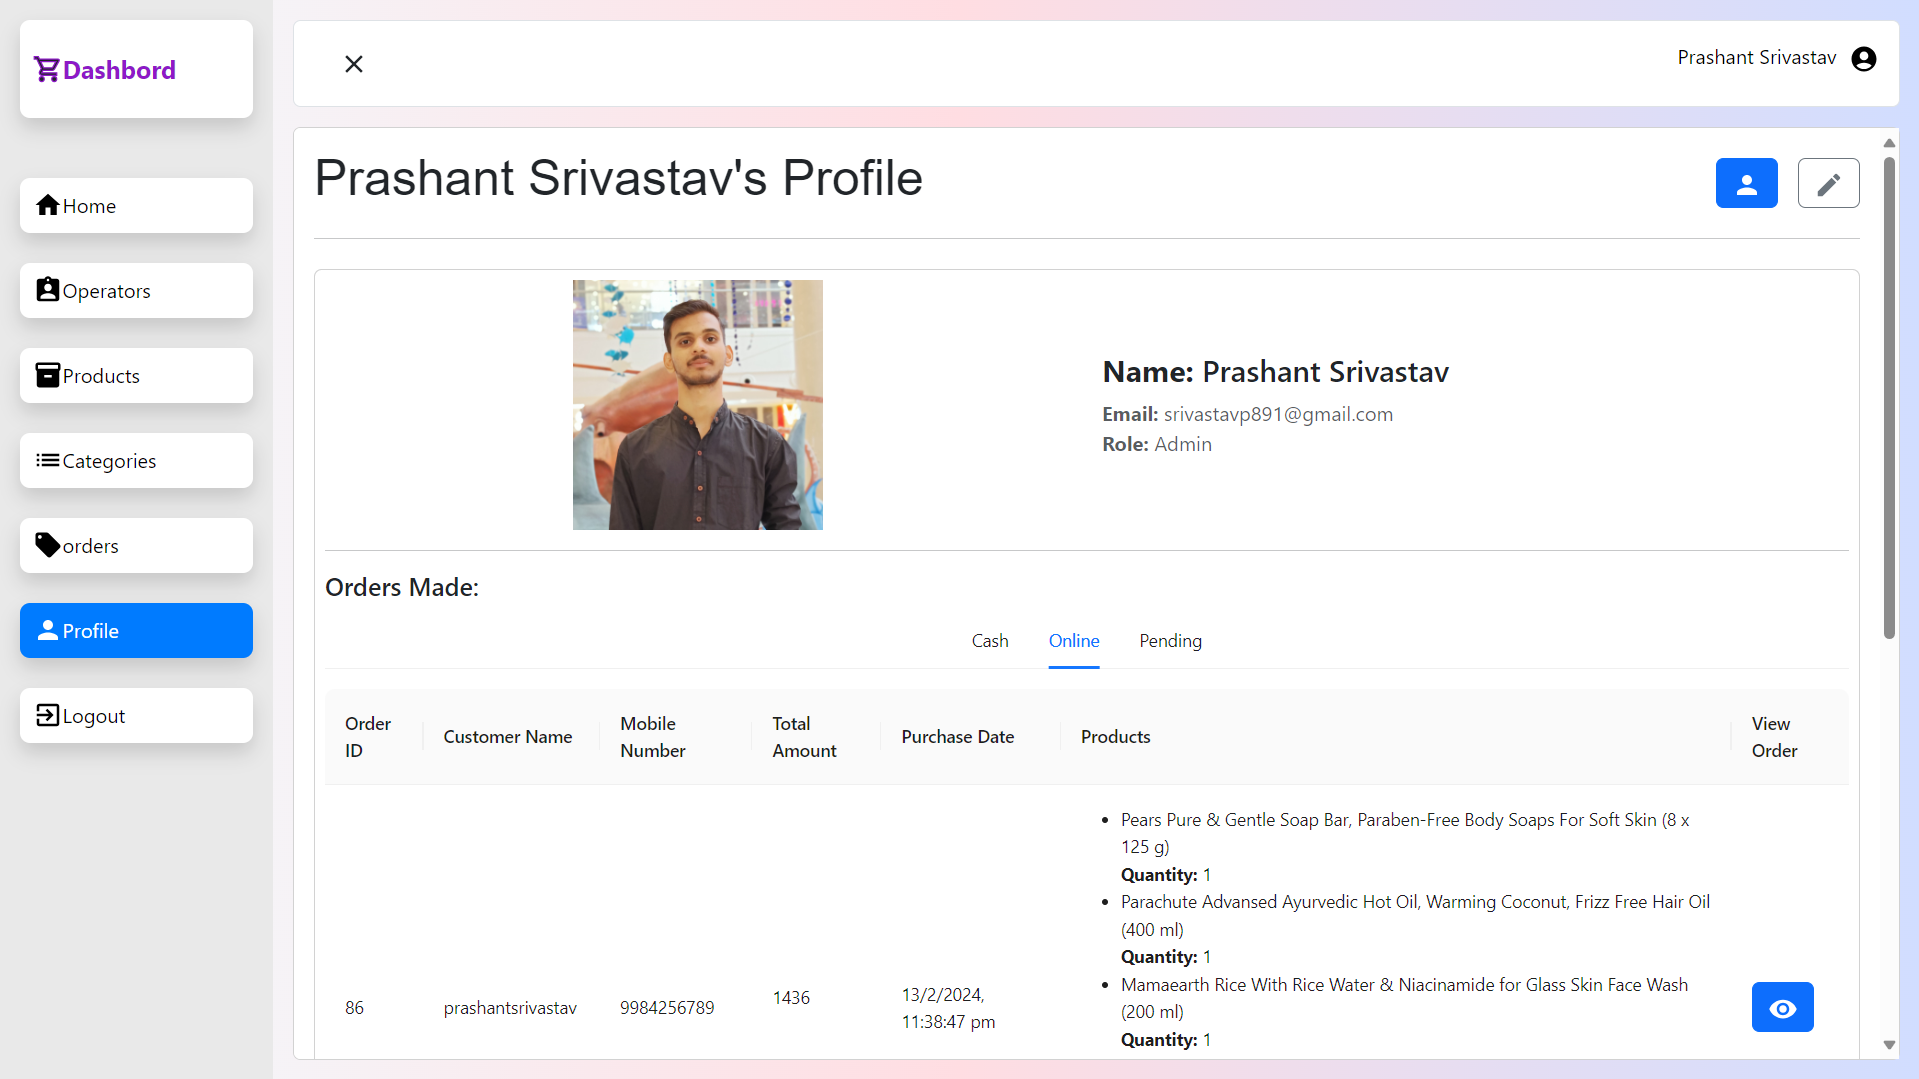 Dashbord
Prashant Srivastav
Home
Operators
Products
Categories
orders
Profile
Logout
Prashant Srivastav's Profile
Name: Prashant Srivastav
Email: srivastavp891@gmail.com
Role: Admin
Orders Made:
Cash Online Pending
Order ID
Customer Name
Mobile Number
Total Amount
Purchase Date
Products
View Order
86
prashantsrivastav
9984256789
1436
13/2/2024,
11:38:47 pm
Pears Pure & Gentle Soap Bar, Paraben-Free Body Soaps For Soft Skin (8 x
125 g)
Quantity: 1
Parachute Advansed Ayurvedic Hot Oil, Warming Coconut, Frizz Free Hair Oil
(400 ml)
Quantity: 1
Mamaearth Rice With Rice Water & Niacinamide for Glass Skin Face Wash
(200 ml)
Quantity: 1